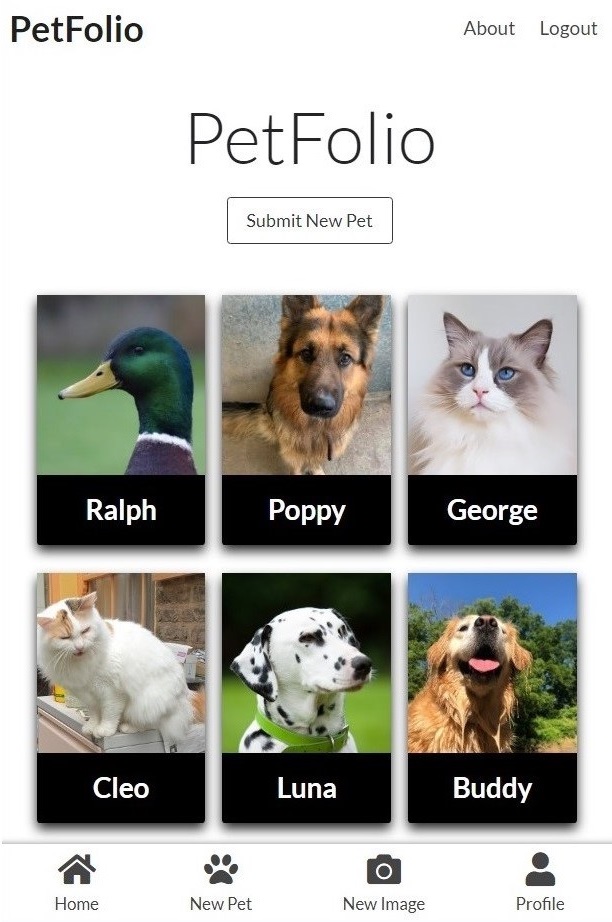 PetFolio About Logout
PetFolio
Submit New Pet
Ralph Poppy George
Cleo Luna Buddy
Home New Pet New Image Profile